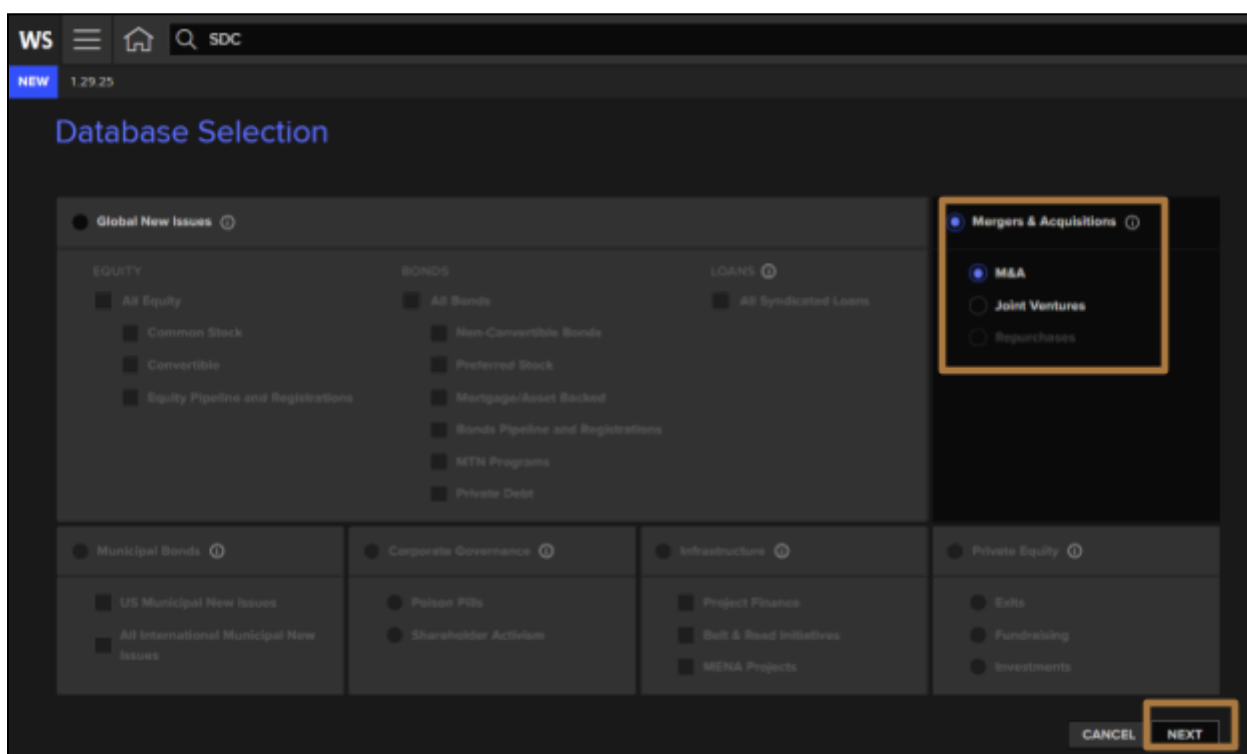 WS SDC
NEW 1.29.25
Database Selection
Global New Issues
EQUITY
All Equity
Common Stock
Convertible
Equity Pipeline and Registrations
BONDS
All Bonds
Non-Convertible Bonds
Preferred Stock
Mortgage/Asset Backed
Bonds Pipeline and Registrations
MTN Programs
Private Debt
LOANS
All Syndicated Loans
Mergers & Acquisitions
M&A
Joint Ventures
Repurchases
Municipal Bonds
US Municipal New Issues
All International Municipal New
Issues
Corporate Governance
Poison Pills
Shareholder Activism
Infrastructure
Project Finance
Belt & Road Initiatives
MENA Projects
Private Equity
Exits
Fundraising
Investments
CANCEL NEXT